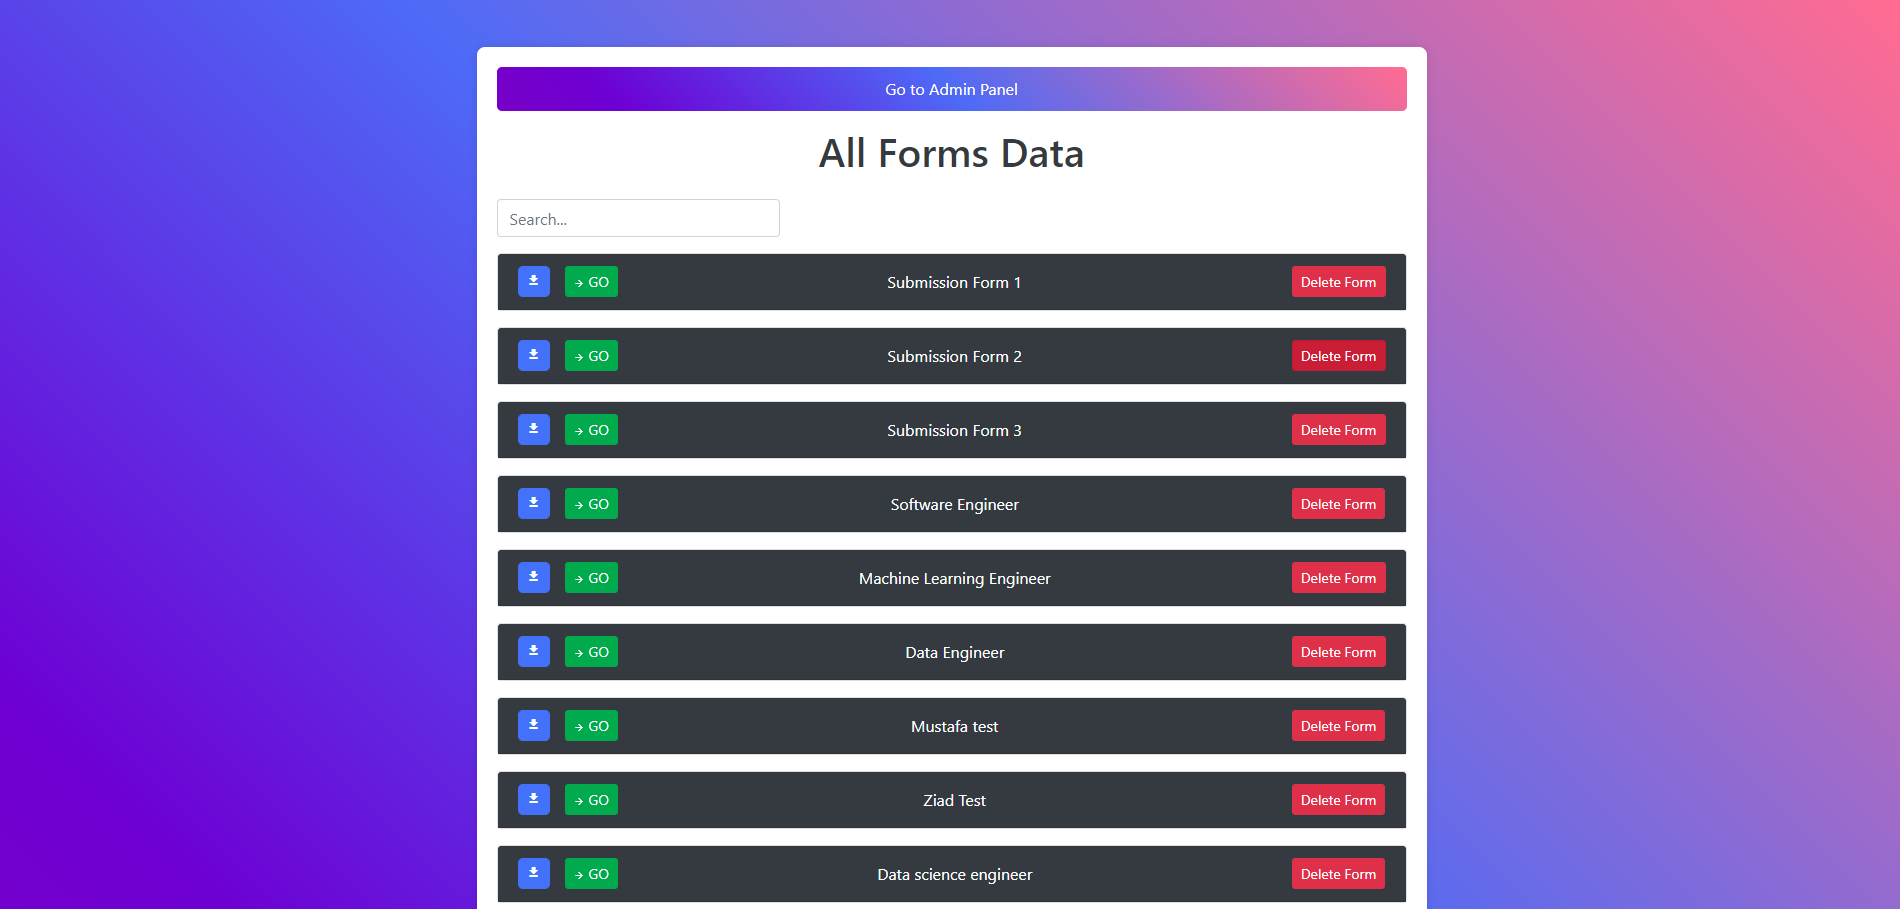 Go to Admin Panel
All Forms Data
Search...
→ GO Submission Form 1 Delete Form
→ GO Submission Form 2 Delete Form
→ GO Submission Form 3 Delete Form
→ GO Software Engineer Delete Form
→ GO Machine Learning Engineer Delete Form
→ GO Data Engineer Delete Form
→ GO Mustafa test Delete Form
→ GO Ziad Test Delete Form
→ GO Data science engineer Delete Form